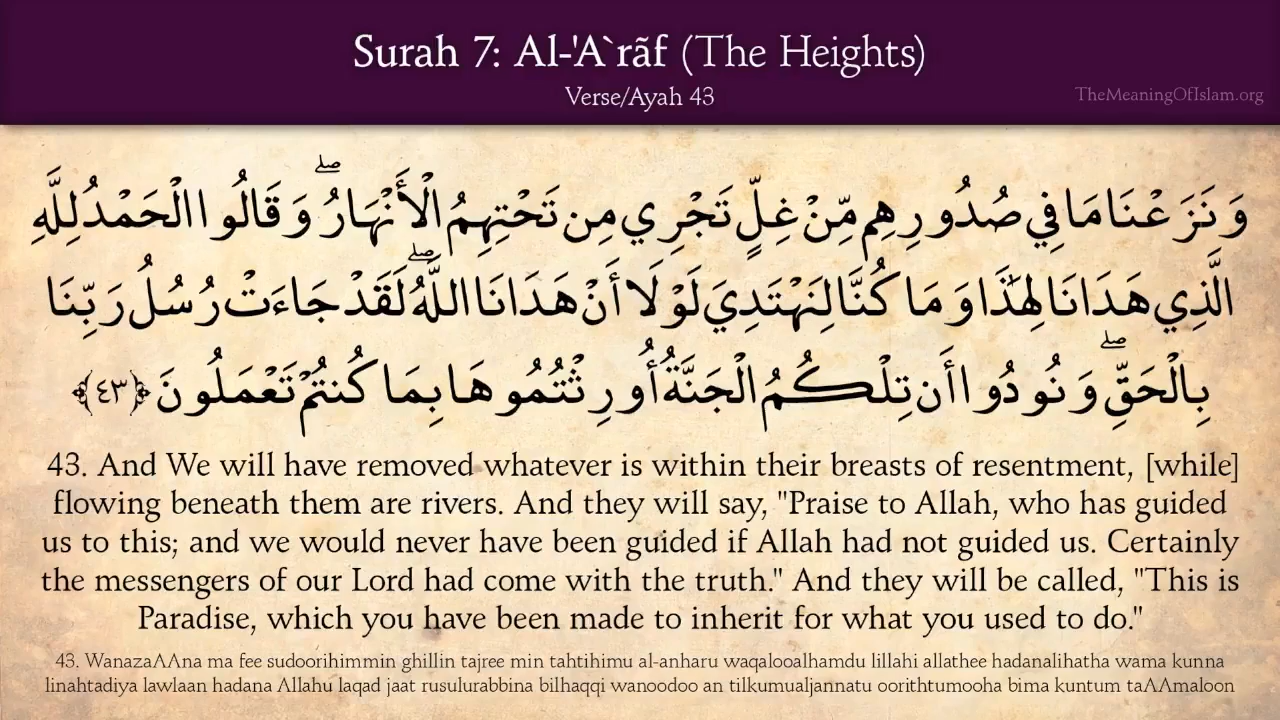 Surah 7: Al-'A`rãf (The Heights)
Verse/Ayah 43
TheMeaningOfIslam.org
وَنَزَعْنَا مَا فِي صُدُورِهِم مِّنْ غِلٍّ تَجْرِي مِن تَحْتِهِمُ الْأَنْهَارُ ۖ وَقَالُوا الْحَمْدُ لِلَّهِ
الَّذِي هَدَانَا لِهَٰذَا وَمَا كُنَّا لِنَهْتَدِيَ لَوْلَا أَنْ هَدَانَا اللَّهُ ۖ لَقَدْ جَاءَتْ رُسُلُ رَبِّنَا
بِالْحَقِّ ۖ وَنُودُوا أَن تِلْكُمُ الْجَنَّةُ أُورِثْتُمُوهَا بِمَا كُنتُمْ تَعْمَلُونَ ﴿٤٣﴾
43. And We will have removed whatever is within their breasts of resentment, [while]
flowing beneath them are rivers. And they will say, "Praise to Allah, who has guided
us to this; and we would never have been guided if Allah had not guided us. Certainly
the messengers of our Lord had come with the truth." And they will be called, "This is
Paradise, which you have been made to inherit for what you used to do."
43. WanazaAAna ma fee sudoorihimmin ghillin tajree min tahtihimu al-anharu waqalooalhamdu lillahi allathee hadanalihatha wama kunna
linahtadiya lawlaan hadana Allahu laqad jaat rusulurabbina bilhaqqi wanoodoo an tilkumualjannatu oorithtumooha bima kuntum taAAmaloon